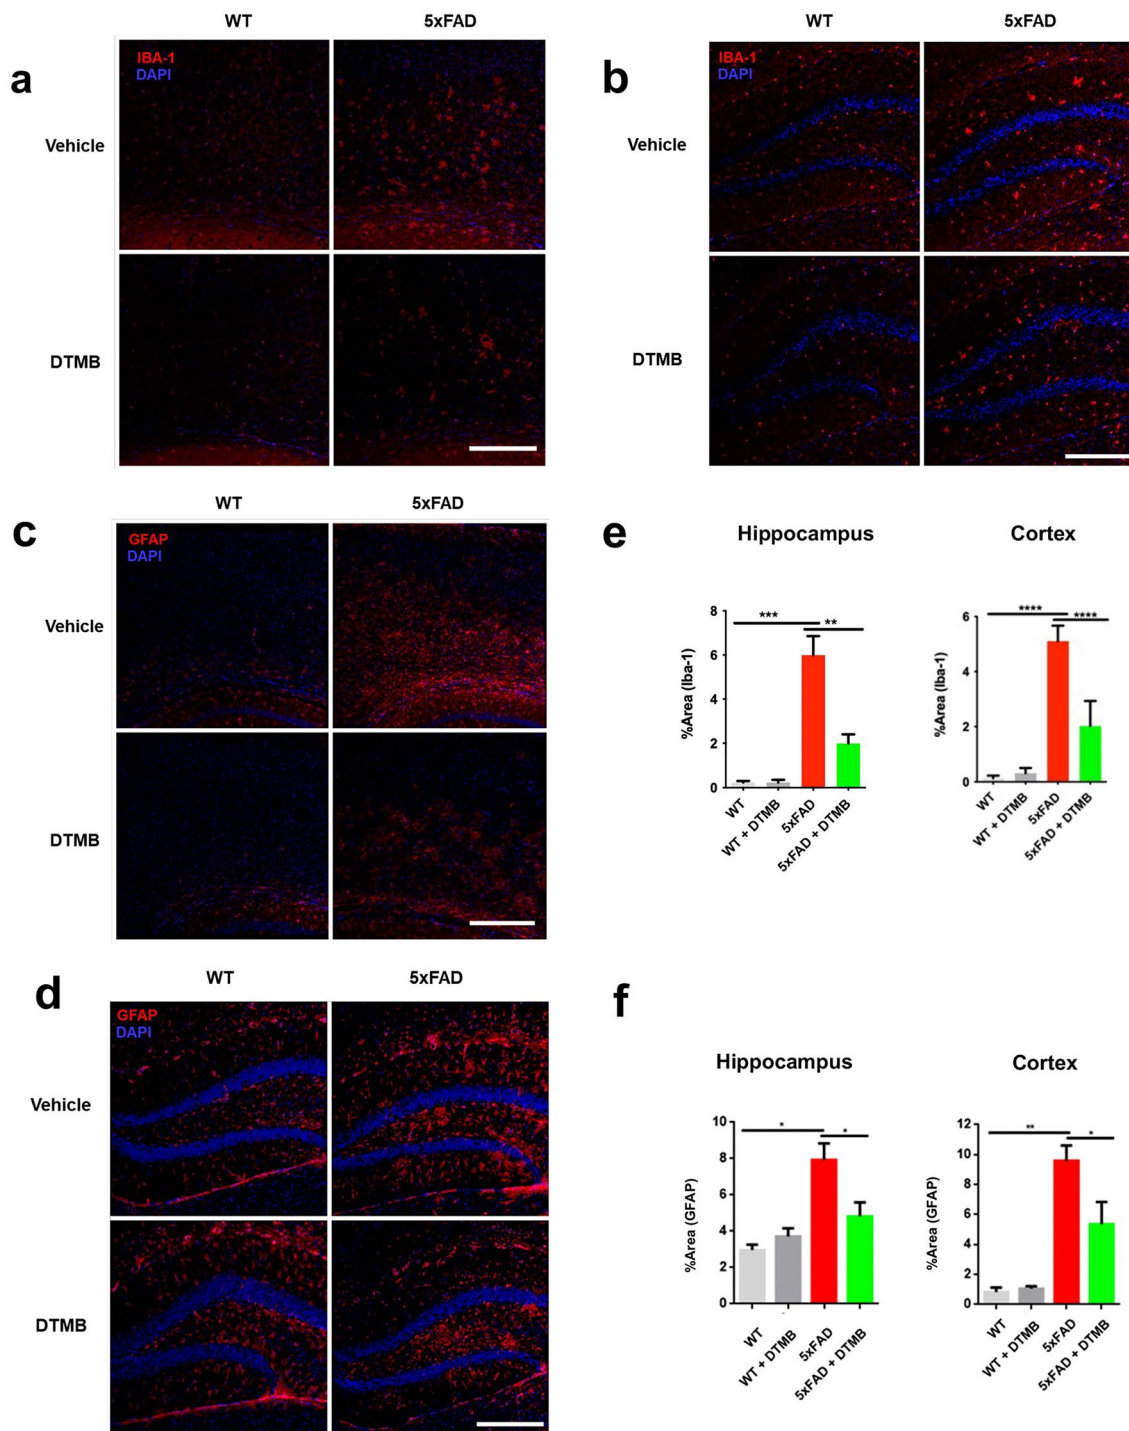 WT 5xFAD
a
IBA-1
DAPI
Vehicle
DTMB
WT 5xFAD
b
IBA-1
DAPI
Vehicle
DTMB
WT 5xFAD
c
GFAP
DAPI
Vehicle
DTMB
WT 5xFAD
d
GFAP
DAPI
Vehicle
DTMB
e
Hippocampus
%Area (Iba-1)
8
6
4
2
0
*** **
WT
WT + DTMB
5xFAD
5xFAD + DTMB
Cortex
%Area (Iba-1)
6
4
2
0
**** ****
WT
WT + DTMB
5xFAD
5xFAD + DTMB
f
Hippocampus
%Area (GFAP)
10
8
6
4
2
0
* *
WT
WT + DTMB
5xFAD
5xFAD + DTMB
Cortex
%Area (GFAP)
12
10
8
6
4
2
0
** *
WT
WT + DTMB
5xFAD
5xFAD + DTMB